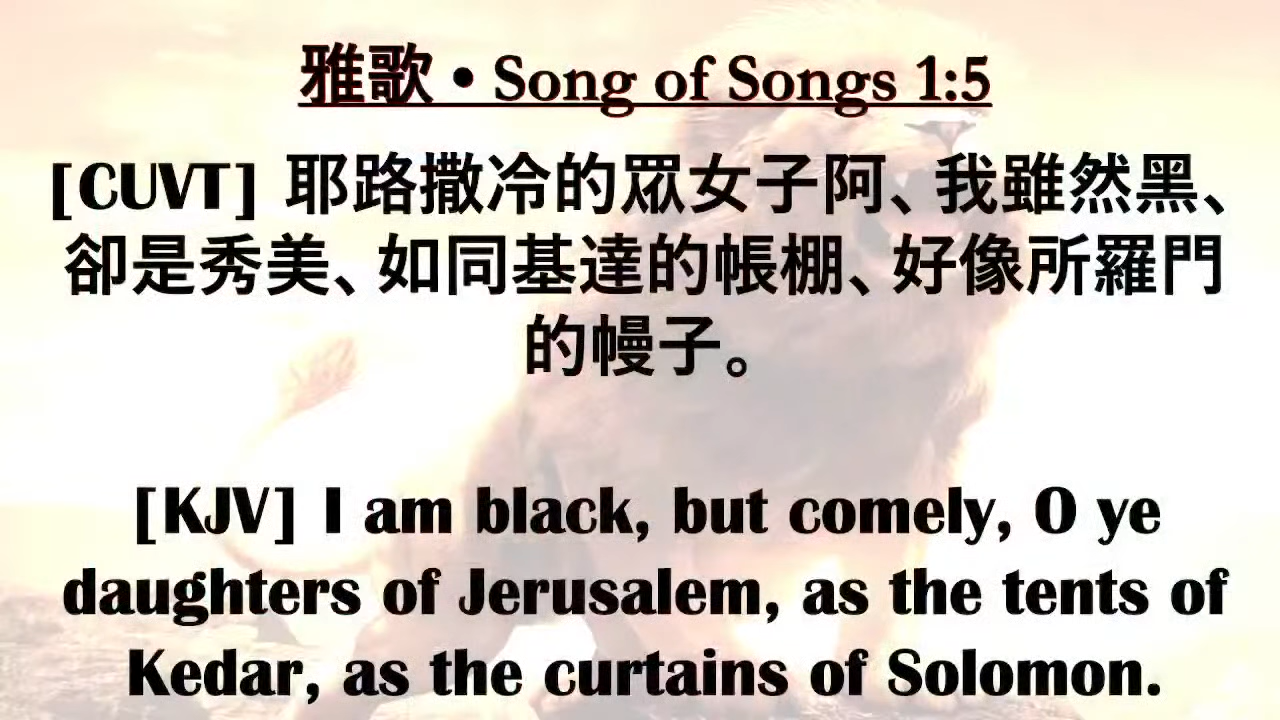 雅歌 • Song of Songs 1:5
[CUVT] 耶路撒冷的眾女子阿、我雖然黑、
卻是秀美、如同基達的帳棚、好像所羅門
的幔子。
[KJV] I am black, but comely, O ye
daughters of Jerusalem, as the tents of
Kedar, as the curtains of Solomon.